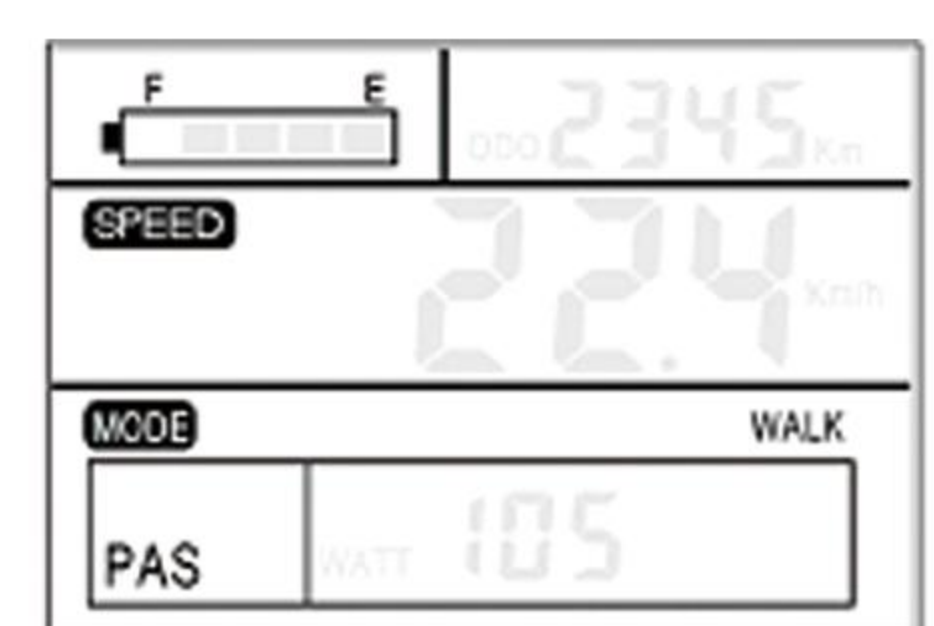 F E
ODO 2345 Km
SPEED
22.4 Km/h
MODE WALK
PAS WATT 105